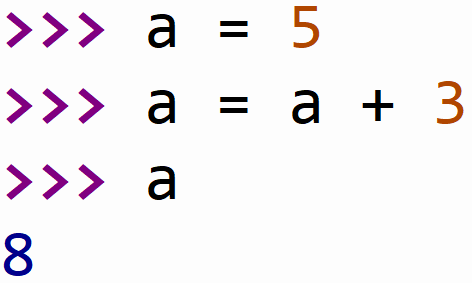 >>> a = 5
>>> a = a + 3
>>> a
8